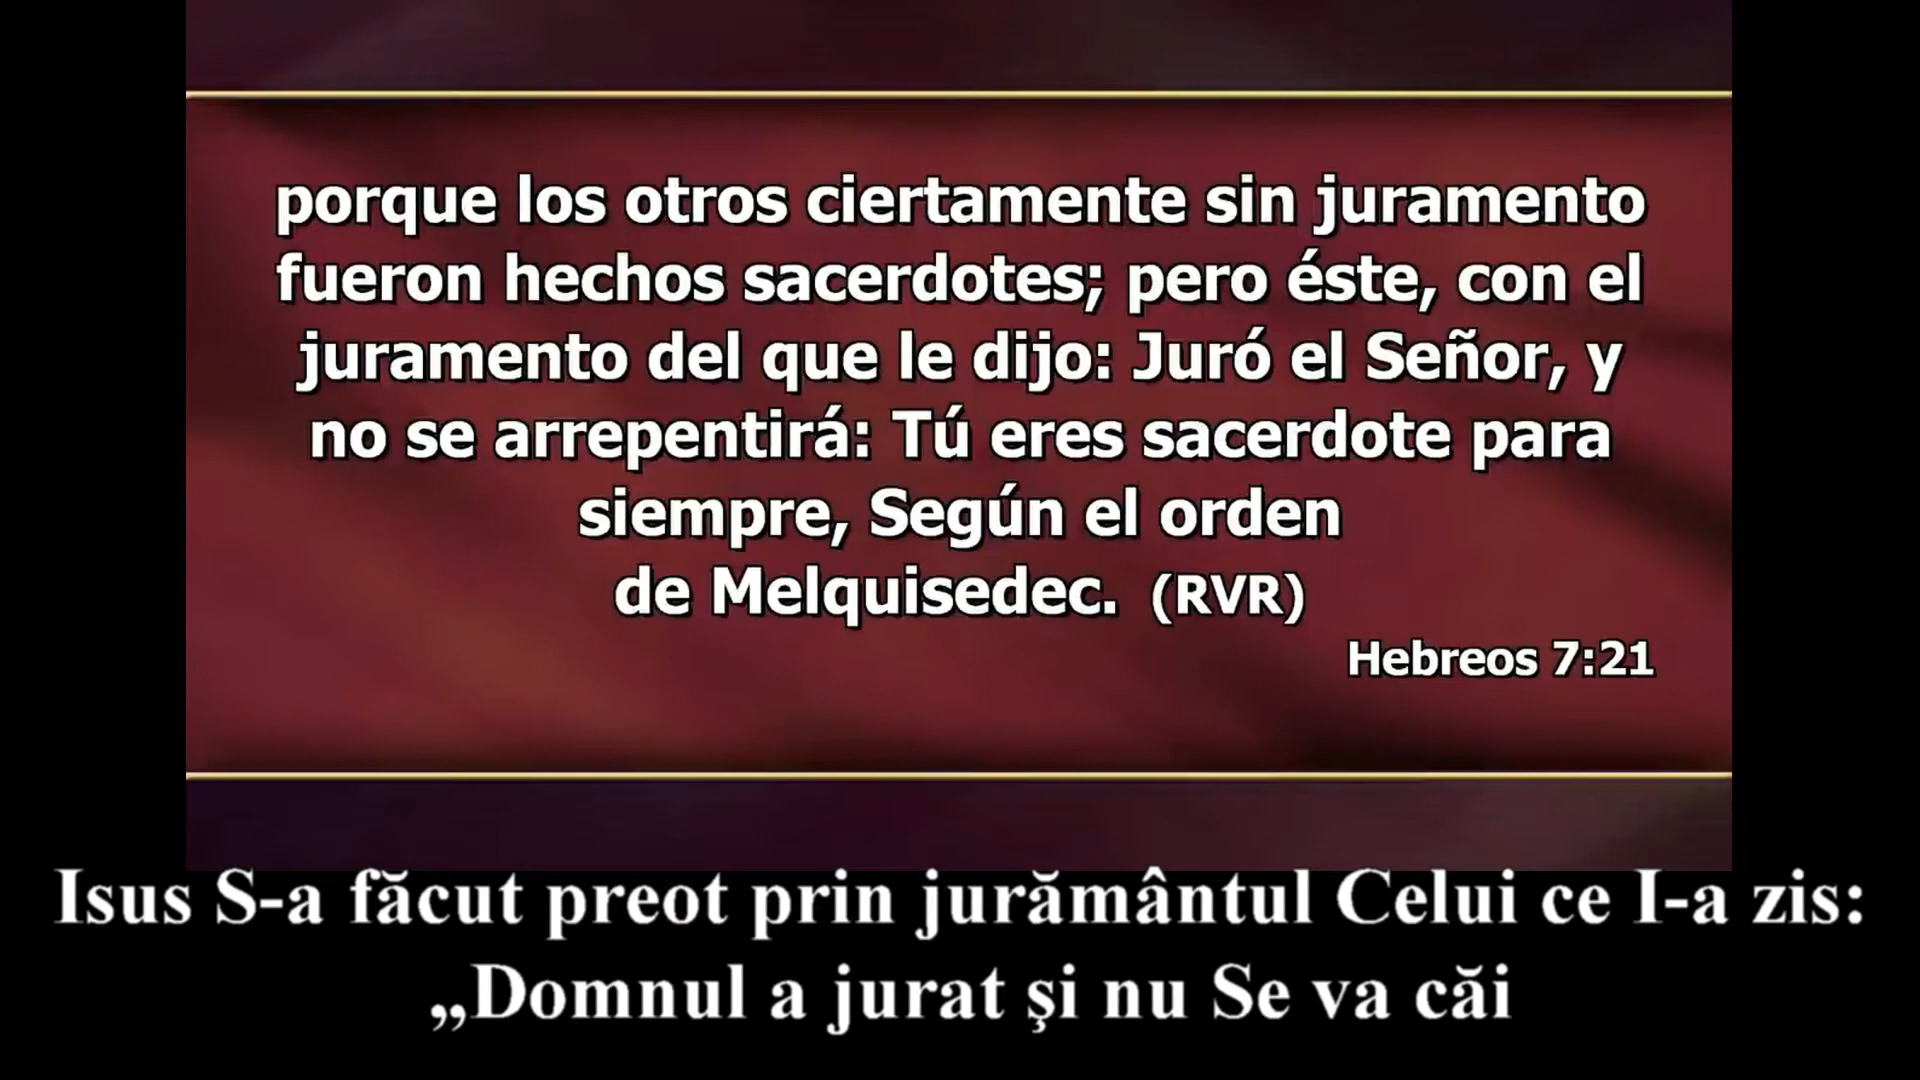 porque los otros ciertamente sin juramento
fueron hechos sacerdotes; pero éste, con el
juramento del que le dijo: Juró el Señor, y
no se arrepentirá: Tú eres sacerdote para
siempre, Según el orden
de Melquisedec. (RVR)
Hebreos 7:21
Isus S-a făcut preot prin jurământul Celui ce I-a zis:
„Domnul a jurat şi nu Se va căi